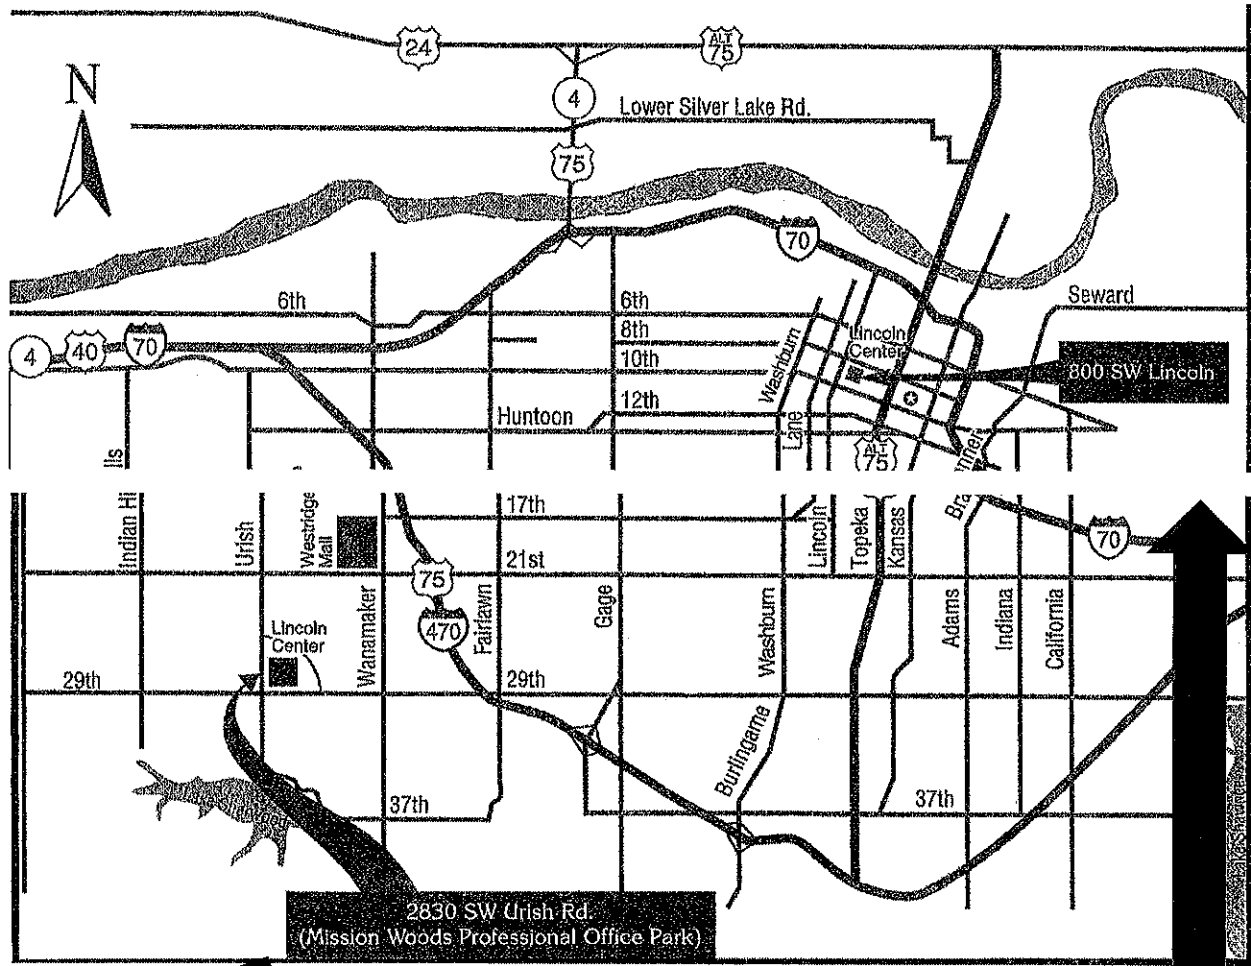 24
ALT
75
N
4
Lower Silver Lake Rd.
75
70
6th
6th
Seward
8th
Lincoln
Center
4
40
70
10th
Washburn
800 SW Lincoln
12th
Huntoon
Lane
ALT
75
17th
Indian
Urish
Westridge
Mall
Lincoln
Topeka
Kansas
70
21st
75
470
Wanamaker
Fairlawn
Gage
Washburn
Adams
Indiana
California
Lincoln
Center
29th
29th
Burlingame
37th
37th
2830 SW Urish Rd.
(Mission Woods Professional Office Park)